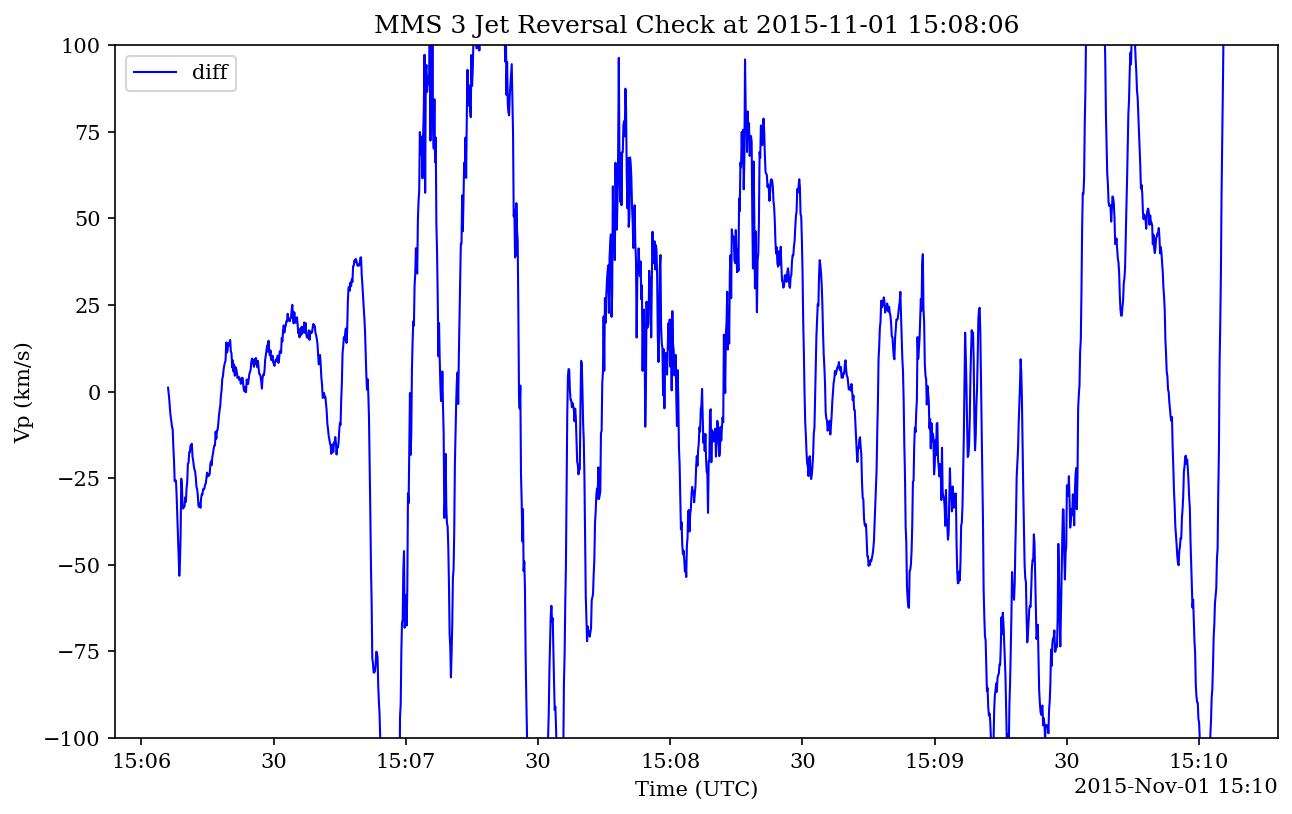 MMS 3 Jet Reversal Check at 2015-11-01 15:08:06
diff
100
75
50
25
0
−25
−50
−75
−100
Vp (km/s)
15:06 30 15:07 30 15:08 30 15:09 30 15:10
Time (UTC)
2015-Nov-01 15:10